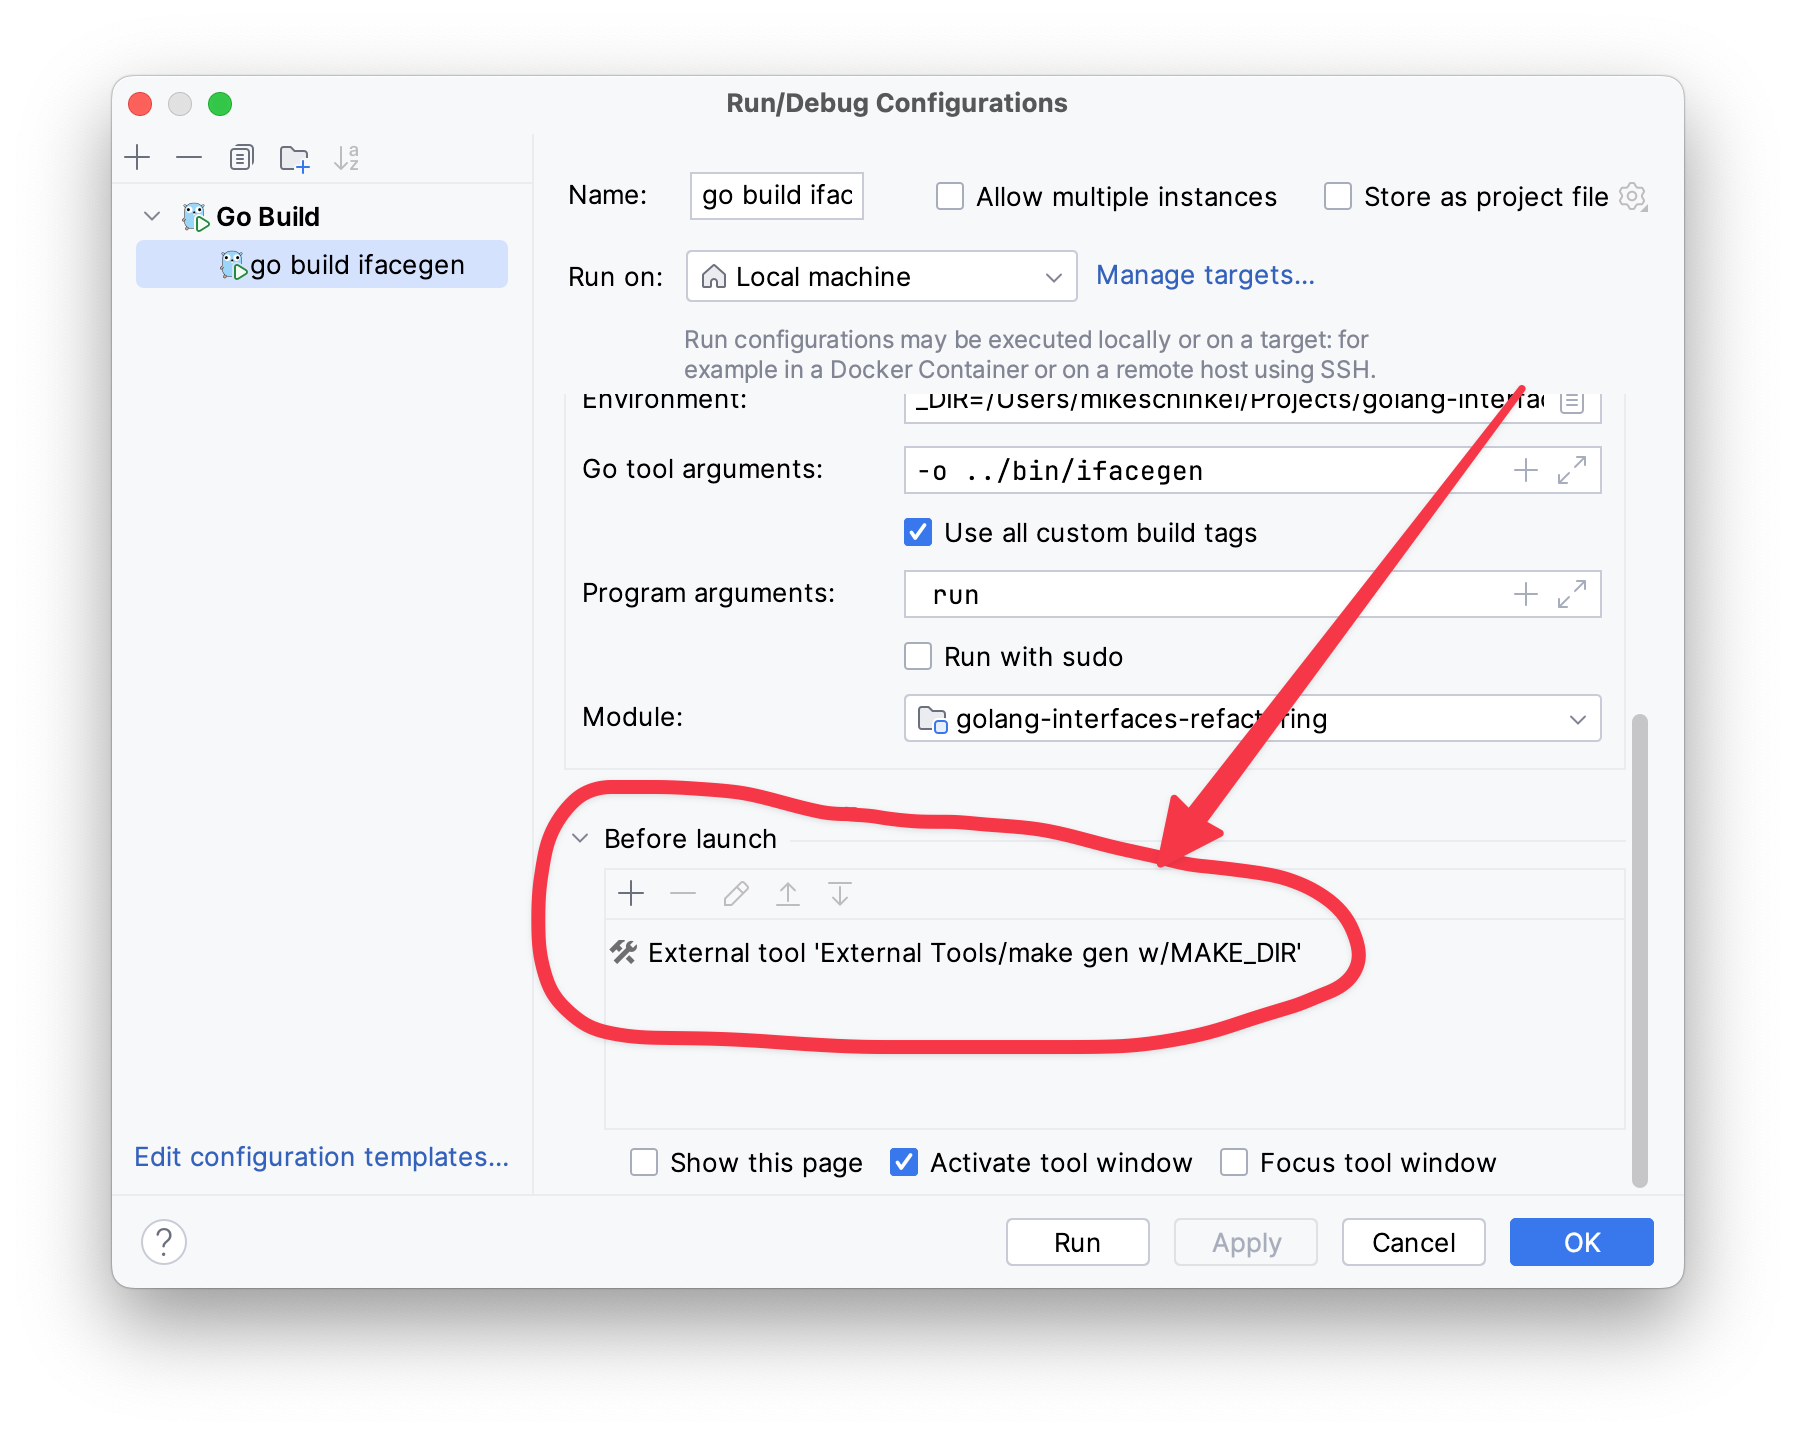 Run/Debug Configurations
Go Build
go build ifacegen
Name:
go build ifac
Allow multiple instances
Store as project file
Run on:
Local machine
Manage targets...
Run configurations may be executed locally or on a target: for
example in a Docker Container or on a remote host using SSH.
Environment:
_DIR=/Users/mikeschinkel/Projects/golang-interfac
Go tool arguments:
-o ../bin/ifacegen
Use all custom build tags
Program arguments:
run
Run with sudo
Module:
golang-interfaces-refactoring
Before launch
External tool 'External Tools/make gen w/MAKE_DIR'
Show this page
Activate tool window
Focus tool window
Edit configuration templates...
?
Run
Apply
Cancel
OK